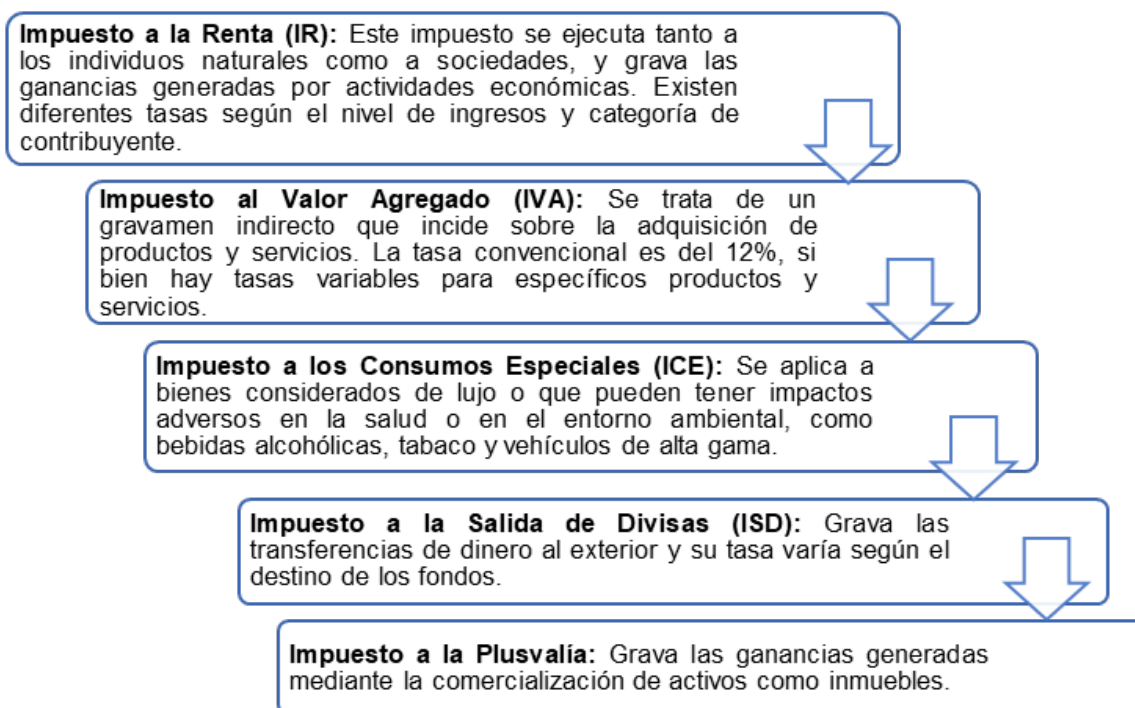 Impuesto a la Renta (IR): Este impuesto se ejecuta tanto a
los individuos naturales como a sociedades, y grava las
ganancias generadas por actividades económicas. Existen
diferentes tasas según el nivel de ingresos y categoría de
contribuyente.
Impuesto al Valor Agregado (IVA): Se trata de un
gravamen indirecto que incide sobre la adquisición de
productos y servicios. La tasa convencional es del 12%, si
bien hay tasas variables para específicos productos y
servicios.
Impuesto a los Consumos Especiales (ICE): Se aplica a
bienes considerados de lujo o que pueden tener impactos
adversos en la salud o en el entorno ambiental, como
bebidas alcohólicas, tabaco y vehículos de alta gama.
Impuesto a la Salida de Divisas (ISD): Grava las
transferencias de dinero al exterior y su tasa varía según el
destino de los fondos.
Impuesto a la Plusvalía: Grava las ganancias generadas
mediante la comercialización de activos como inmuebles.